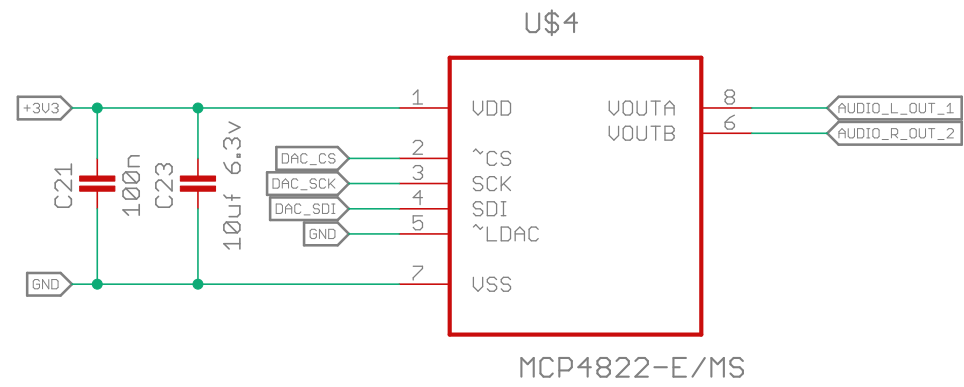 U$4
+3V3
1
VDD
VOUTA
8
AUDIO_L_OUT_1
VOUTB
6
AUDIO_R_OUT_2
DAC_CS
2
~CS
DAC_SCK
3
SCK
DAC_SDI
4
SDI
GND
5
~LDAC
C21
100n
C23
10uf 6.3v
GND
7
VSS
MCP4822-E/MS